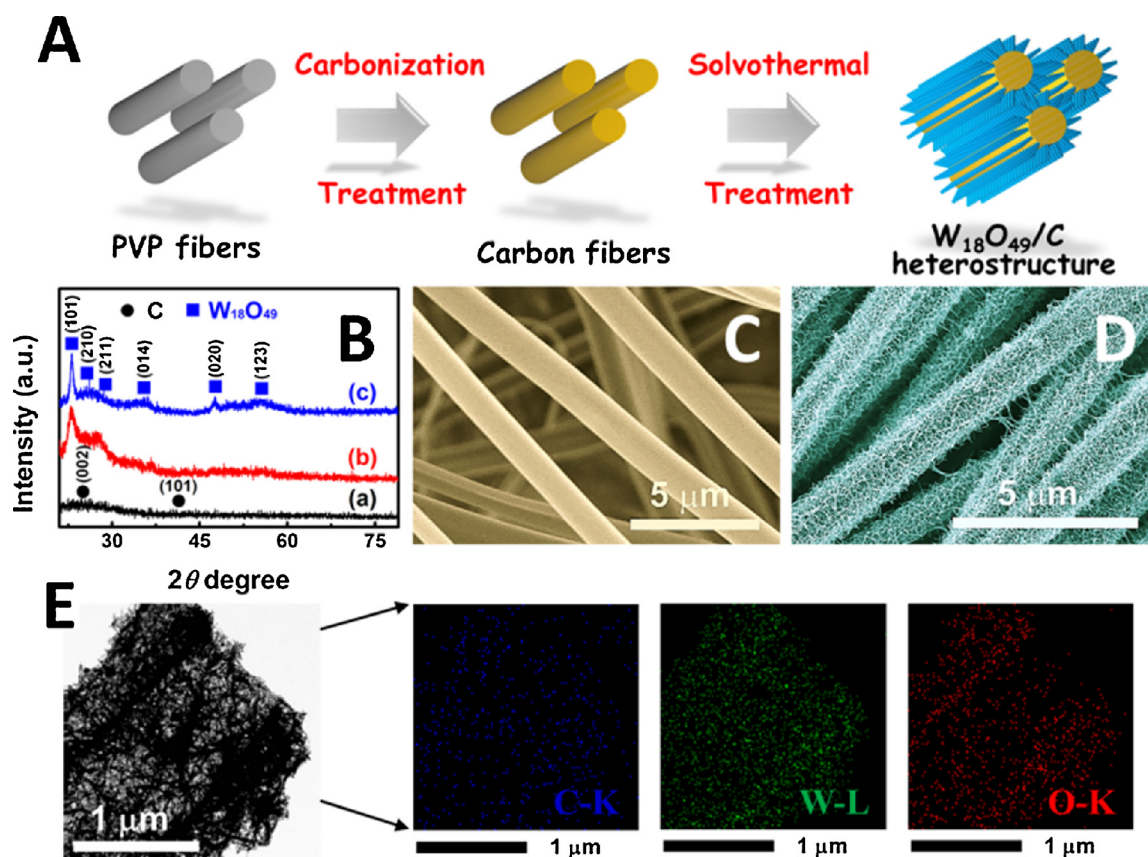 A
Carbonization
Treatment
Solvothermal
Treatment
PVP fibers
Carbon fibers
W₁₈O₄₉/C
heterostructure
B
C
W₁₈O₄₉
(101)
(210)
(211)
(014)
(020)
(123)
(c)
(b)
(002)
(101)
(a)
Intensity (a.u.)
30
45
60
75
2θ degree
C
5 μm
D
5 μm
E
1 μm
C-K
1 μm
W-L
1 μm
O-K
1 μm